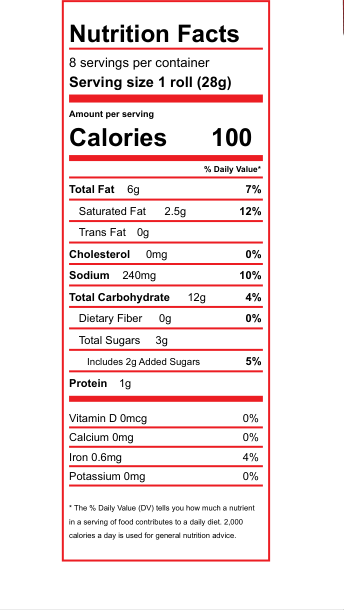 Nutrition Facts
8 servings per container
Serving size 1 roll (28g)
Amount per serving
Calories 100
% Daily Value*
Total Fat 6g 7%
Saturated Fat 2.5g 12%
Trans Fat 0g
Cholesterol 0mg 0%
Sodium 240mg 10%
Total Carbohydrate 12g 4%
Dietary Fiber 0g 0%
Total Sugars 3g
Includes 2g Added Sugars 5%
Protein 1g
Vitamin D 0mcg 0%
Calcium 0mg 0%
Iron 0.6mg 4%
Potassium 0mg 0%
* The % Daily Value (DV) tells you how much a nutrient
in a serving of food contributes to a daily diet. 2,000
calories a day is used for general nutrition advice.